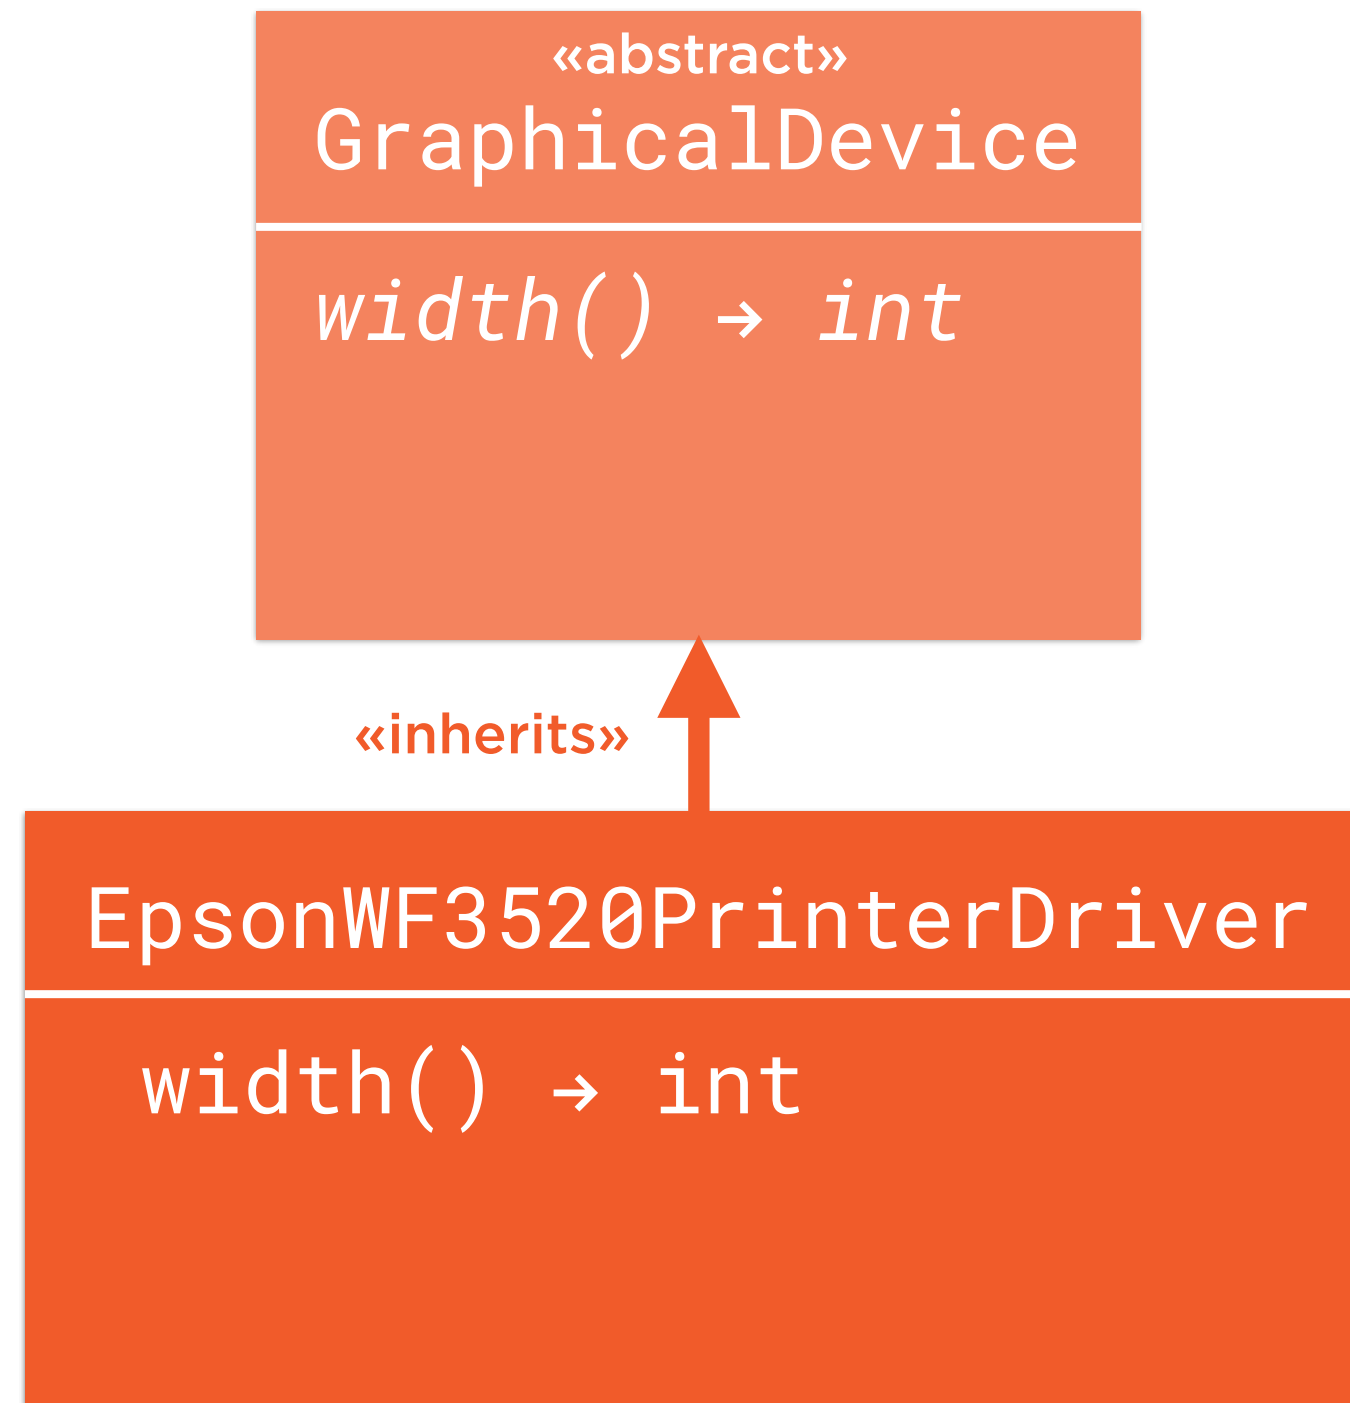 «abstract»
GraphicalDevice
width() → int
«inherits»
EpsonWF3520PrinterDriver
width() → int